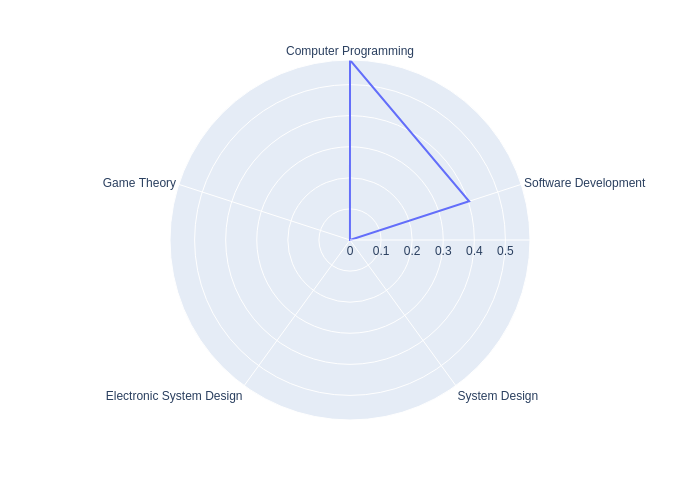 Computer Programming
Game Theory
Software Development
0 0.1 0.2 0.3 0.4 0.5
Electronic System Design
System Design